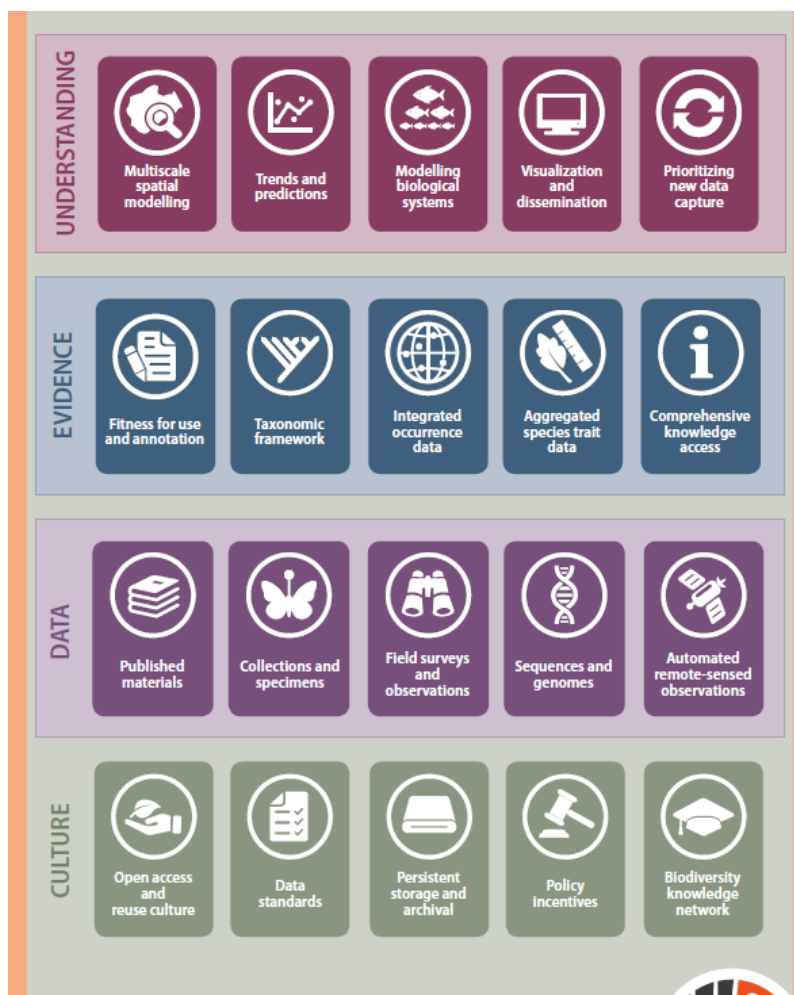 UNDERSTANDING
Multiscale
spatial
modelling
Trends and
predictions
Modelling
biological
systems
Visualization
and
dissemination
Prioritizing
new data
capture
EVIDENCE
Fitness for use
and annotation
Taxonomic
framework
Integrated
occurrence
data
Aggregated
species trait
data
Comprehensive
knowledge
access
DATA
Published
materials
Collections and
specimens
Field surveys
and
observations
Sequences and
genomes
Automated
remote-sensed
observations
CULTURE
Open access
and
reuse culture
Data
standards
Persistent
storage and
archival
Policy
incentives
Biodiversity
knowledge
network